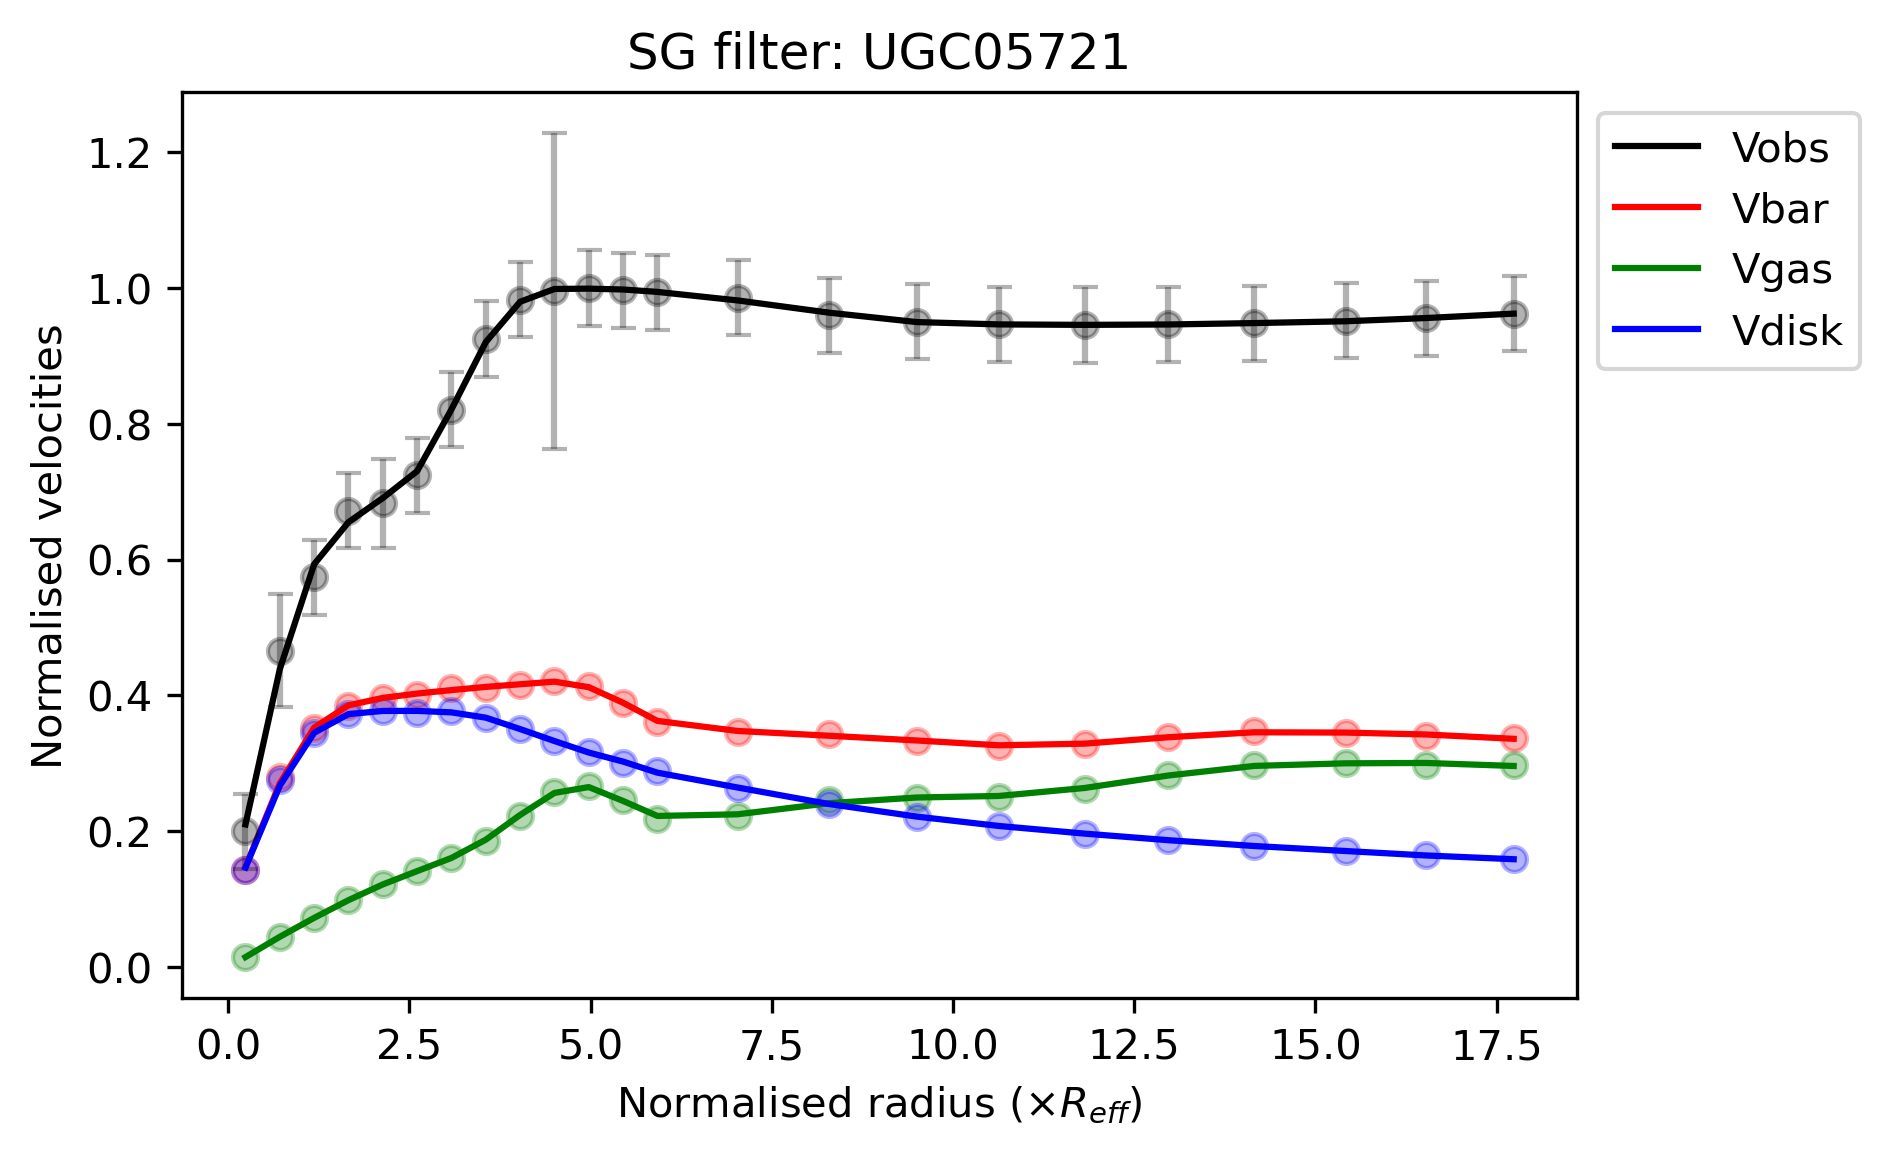 SG filter: UGC05721
1.2
1.0
0.8
0.6
0.4
0.2
0.0
Normalised velocities
0.0 2.5 5.0 7.5 10.0 12.5 15.0 17.5
Normalised radius (×R_eff)
Vobs
Vbar
Vgas
Vdisk